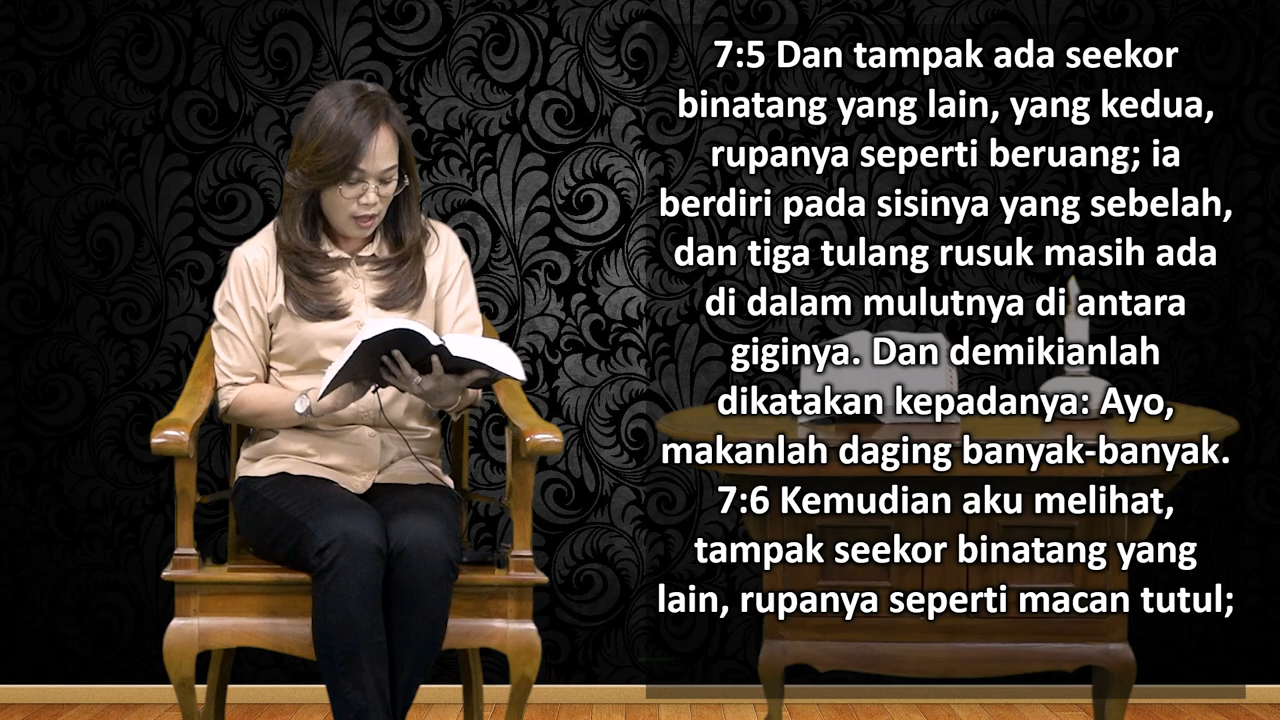 7:5 Dan tampak ada seekor
binatang yang lain, yang kedua,
rupanya seperti beruang; ia
berdiri pada sisinya yang sebelah,
dan tiga tulang rusuk masih ada
di dalam mulutnya di antara
giginya. Dan demikianlah
dikatakan kepadanya: Ayo,
makanlah daging banyak-banyak.
7:6 Kemudian aku melihat,
tampak seekor binatang yang
lain, rupanya seperti macan tutul;